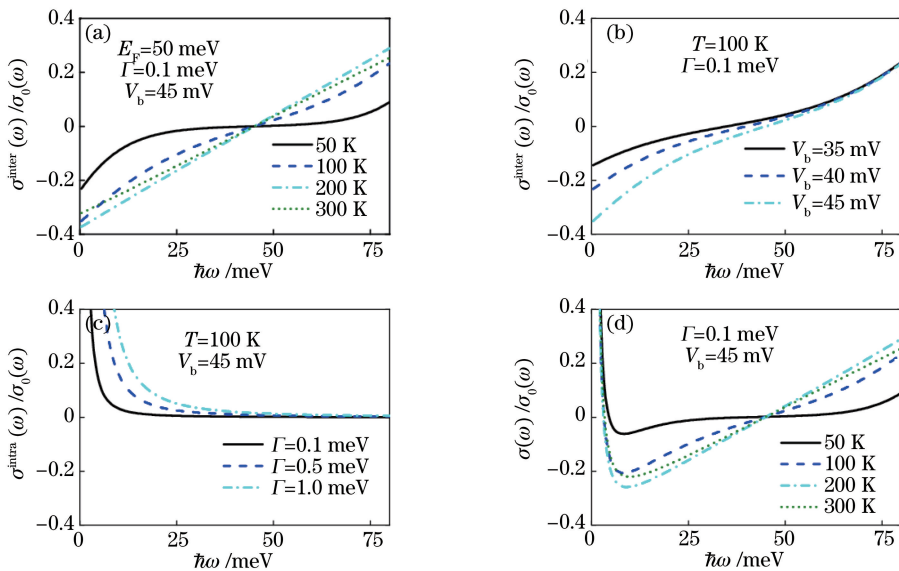 (a)
E_F=50 meV
Γ=0.1 meV
V_b=45 mV
50 K
100 K
200 K
300 K
0.4
0.2
0
−0.2
−0.4
0 25 50 75
ħω /meV
σ^inter(ω) /σ_0(ω)
(b)
T=100 K
Γ=0.1 meV
V_b=35 mV
V_b=40 mV
V_b=45 mV
0.4
0.2
0
−0.2
−0.4
0 25 50 75
ħω /meV
σ^inter(ω) /σ_0(ω)
(c)
T=100 K
V_b=45 mV
Γ=0.1 meV
Γ=0.5 meV
Γ=1.0 meV
0.4
0.2
0
−0.2
−0.4
0 25 50 75
ħω /meV
σ^intra(ω) /σ_0(ω)
(d)
Γ=0.1 meV
V_b=45 mV
50 K
100 K
200 K
300 K
0.4
0.2
0
−0.2
−0.4
0 25 50 75
ħω /meV
σ(ω) /σ_0(ω)